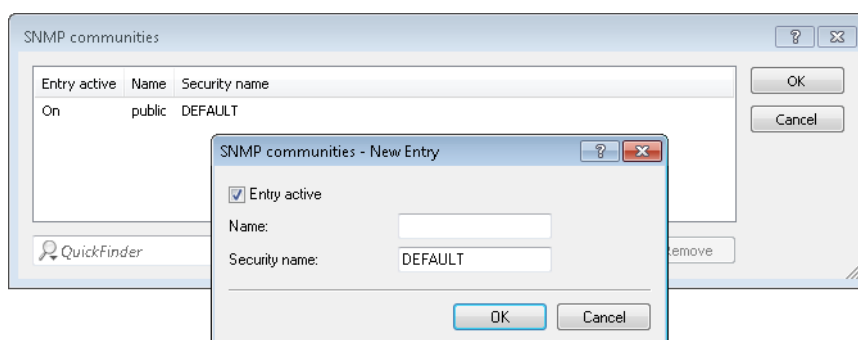 SNMP communities
Entry active Name Security name
On public DEFAULT
OK
Cancel
QuickFinder
SNMP communities - New Entry
Entry active
Name:
Security name: DEFAULT
OK Cancel